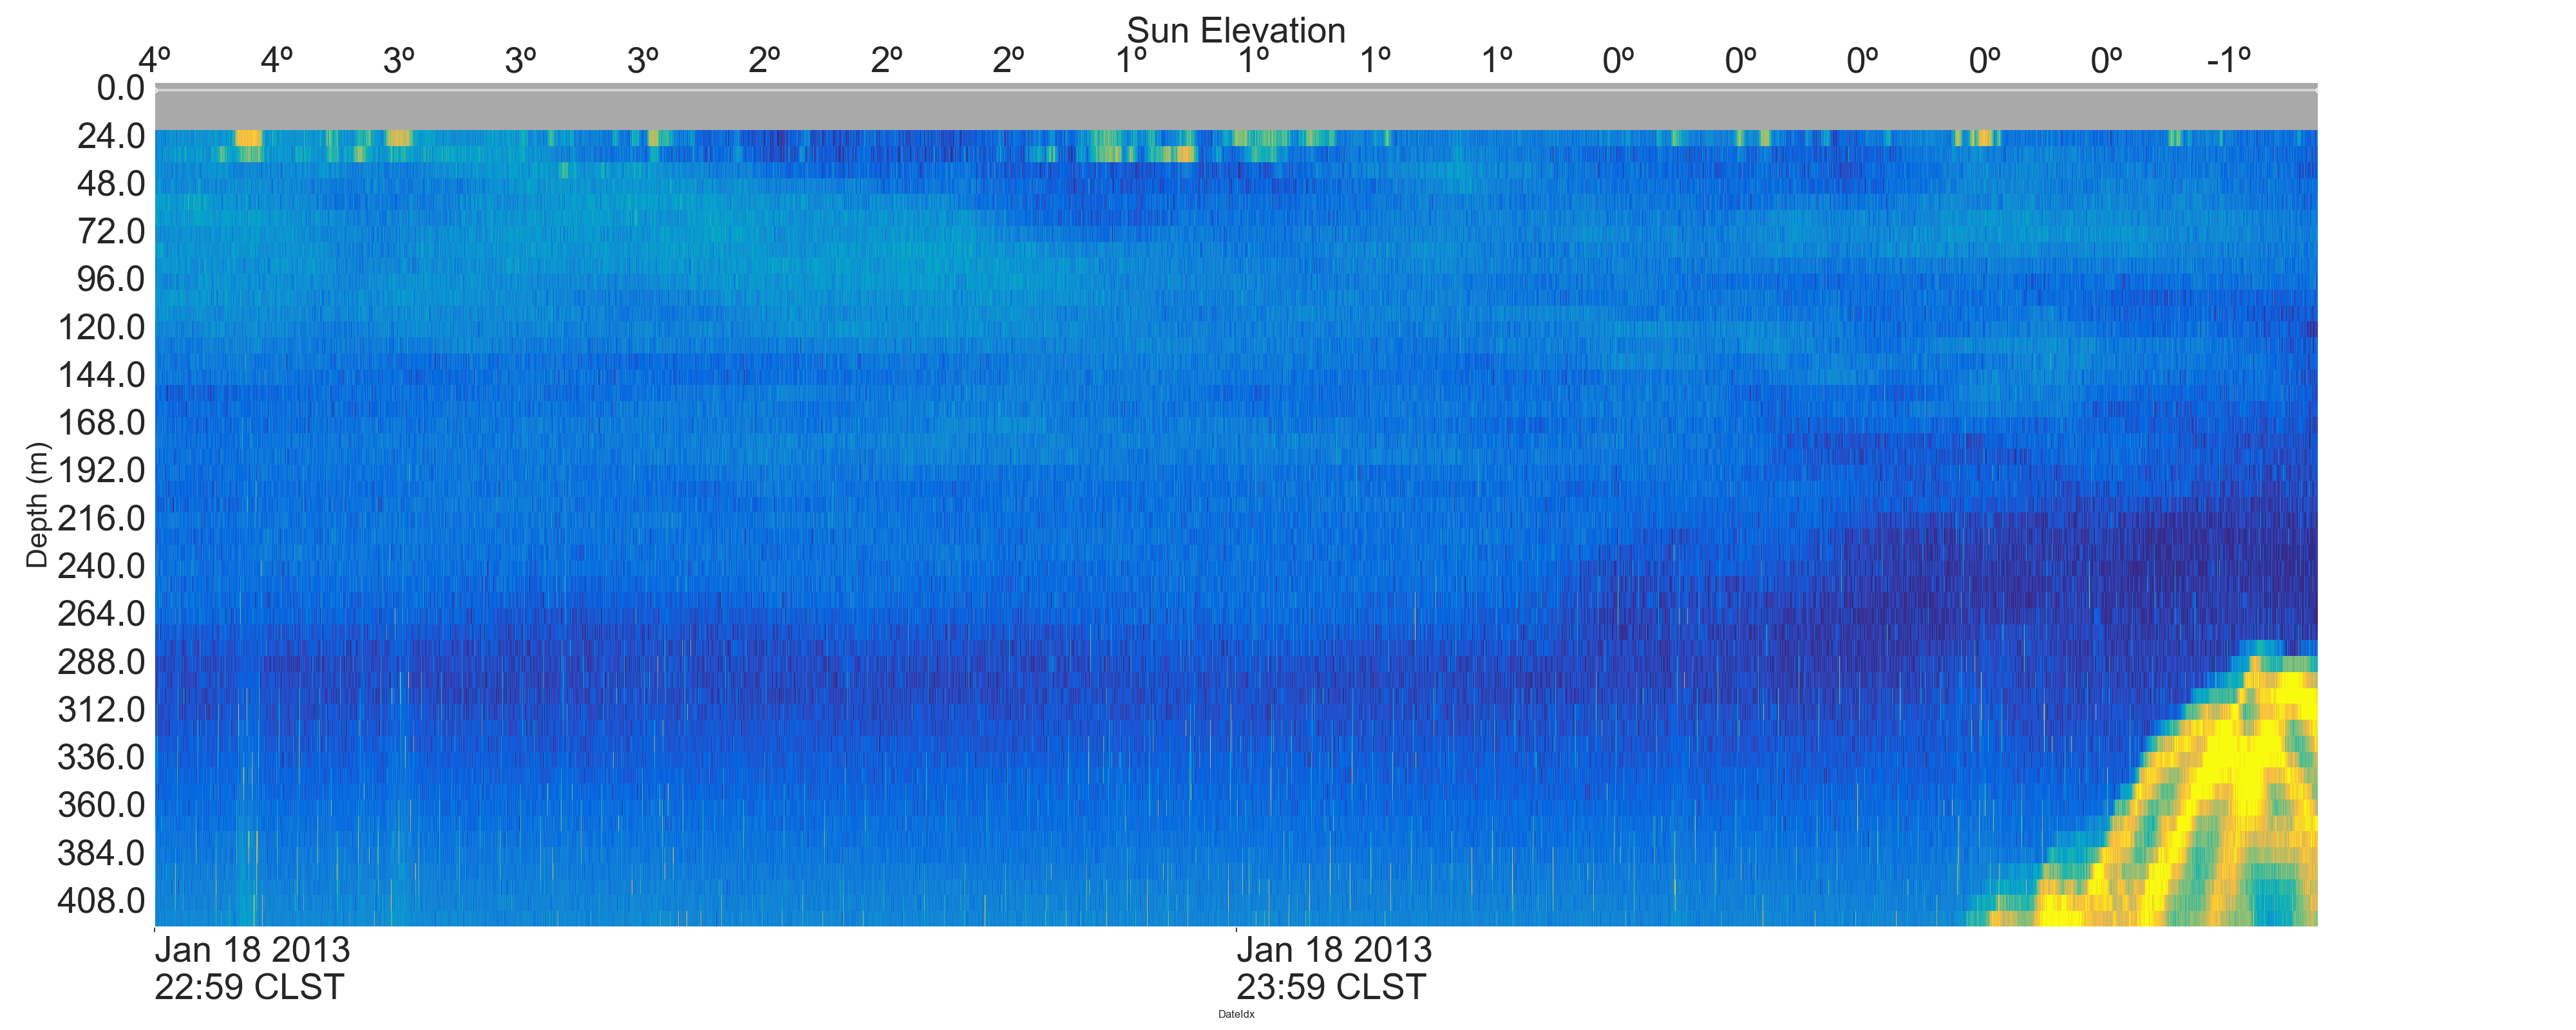 Sun Elevation
4º 4º 3º 3º 3º 2º 2º 2º 1º 1º 1º 1º 0º 0º 0º 0º 0º -1º
0.0
24.0
48.0
72.0
96.0
120.0
144.0
168.0
192.0
216.0
240.0
264.0
288.0
312.0
336.0
360.0
384.0
408.0
Depth (m)
Jan 18 2013
22:59 CLST
Jan 18 2013
23:59 CLST
DateIdx